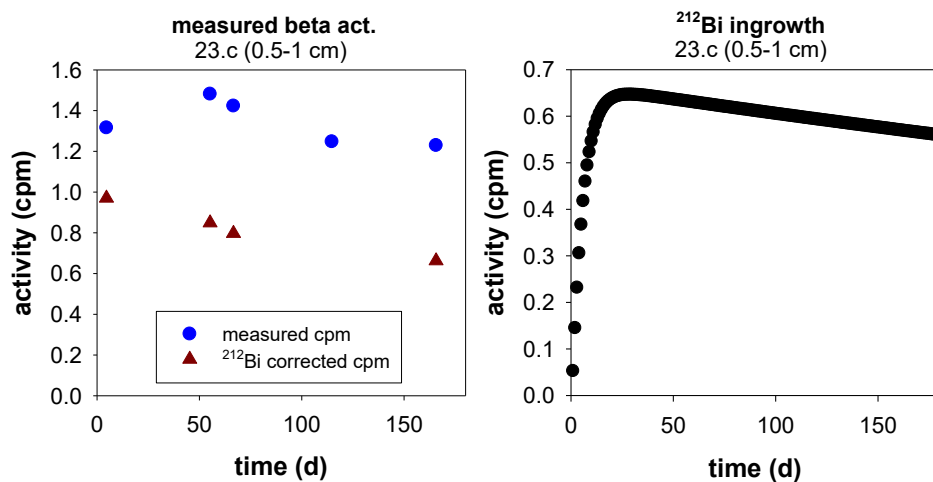 measured beta act.
23.c (0.5-1 cm)
1.6
1.4
1.2
1.0
0.8
0.6
0.4
0.2
0.0
activity (cpm)
measured cpm
²¹²Bi corrected cpm
0
50
100
150
time (d)
²¹²Bi ingrowth
23.c (0.5-1 cm)
0.7
0.6
0.5
0.4
0.3
0.2
0.1
0.0
activity (cpm)
0
50
100
150
time (d)